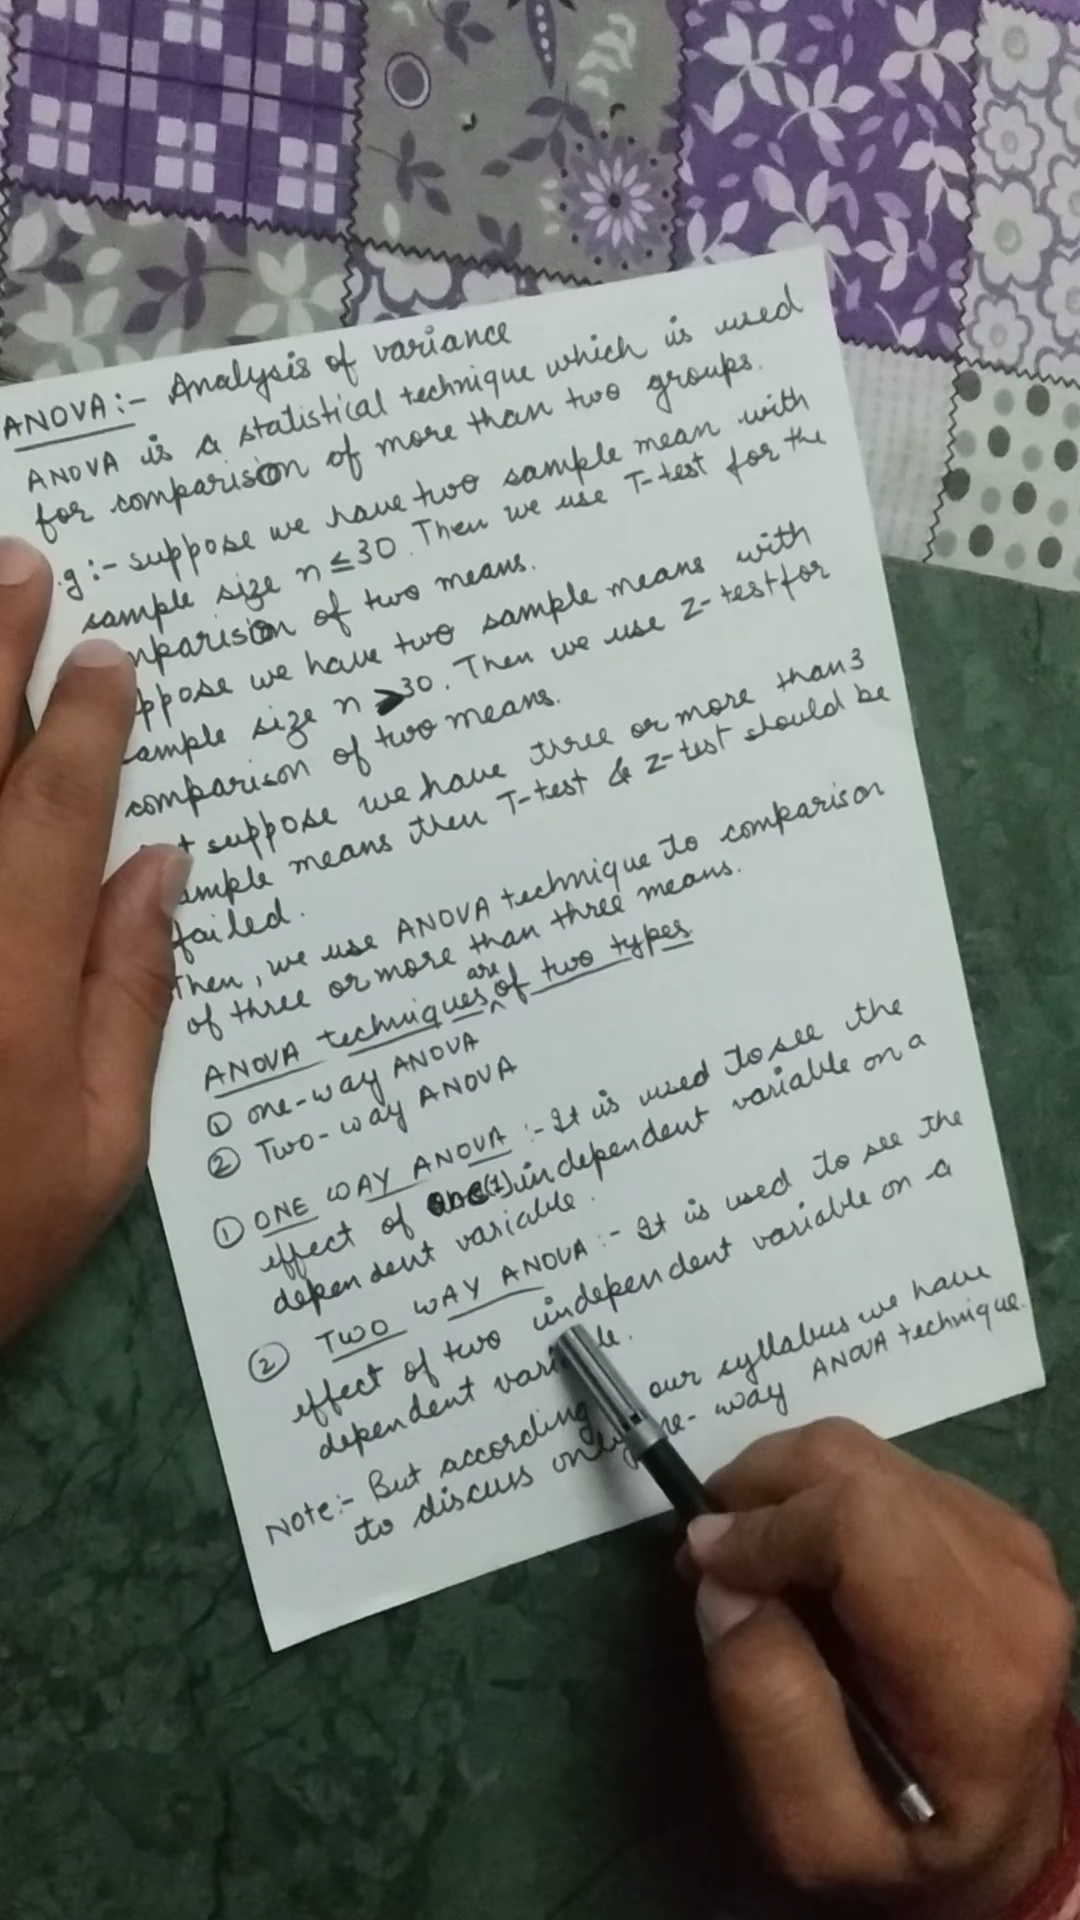 ANOVA:- Analysis of variance
ANOVA is a statistical technique which is used
for comparision of more than two groups.
.g:- suppose we have two sample mean with
sample size n ≤ 30. Then we use T-test for the
mparision of two means.
ppose we have two sample means with
sample size n > 30. Then we use Z-test for
comparison of two means.
suppose we have three or more than 3
ample means then T-test & Z-test should be
failed.
Then, we use ANOVA technique to comparison
of three or more than three means.
ANOVA techniques are of two types.
① one-way ANOVA
② Two-way ANOVA
① ONE WAY ANOVA :- It is used to see the
effect of one(1) independent variable on a
dependent variable.
② TWO WAY ANOVA :- It is used to see the
effect of two independent variable on a
dependent vari le.
Note:- But according our syllabus we have
to discuss only ne-way ANOVA technique.